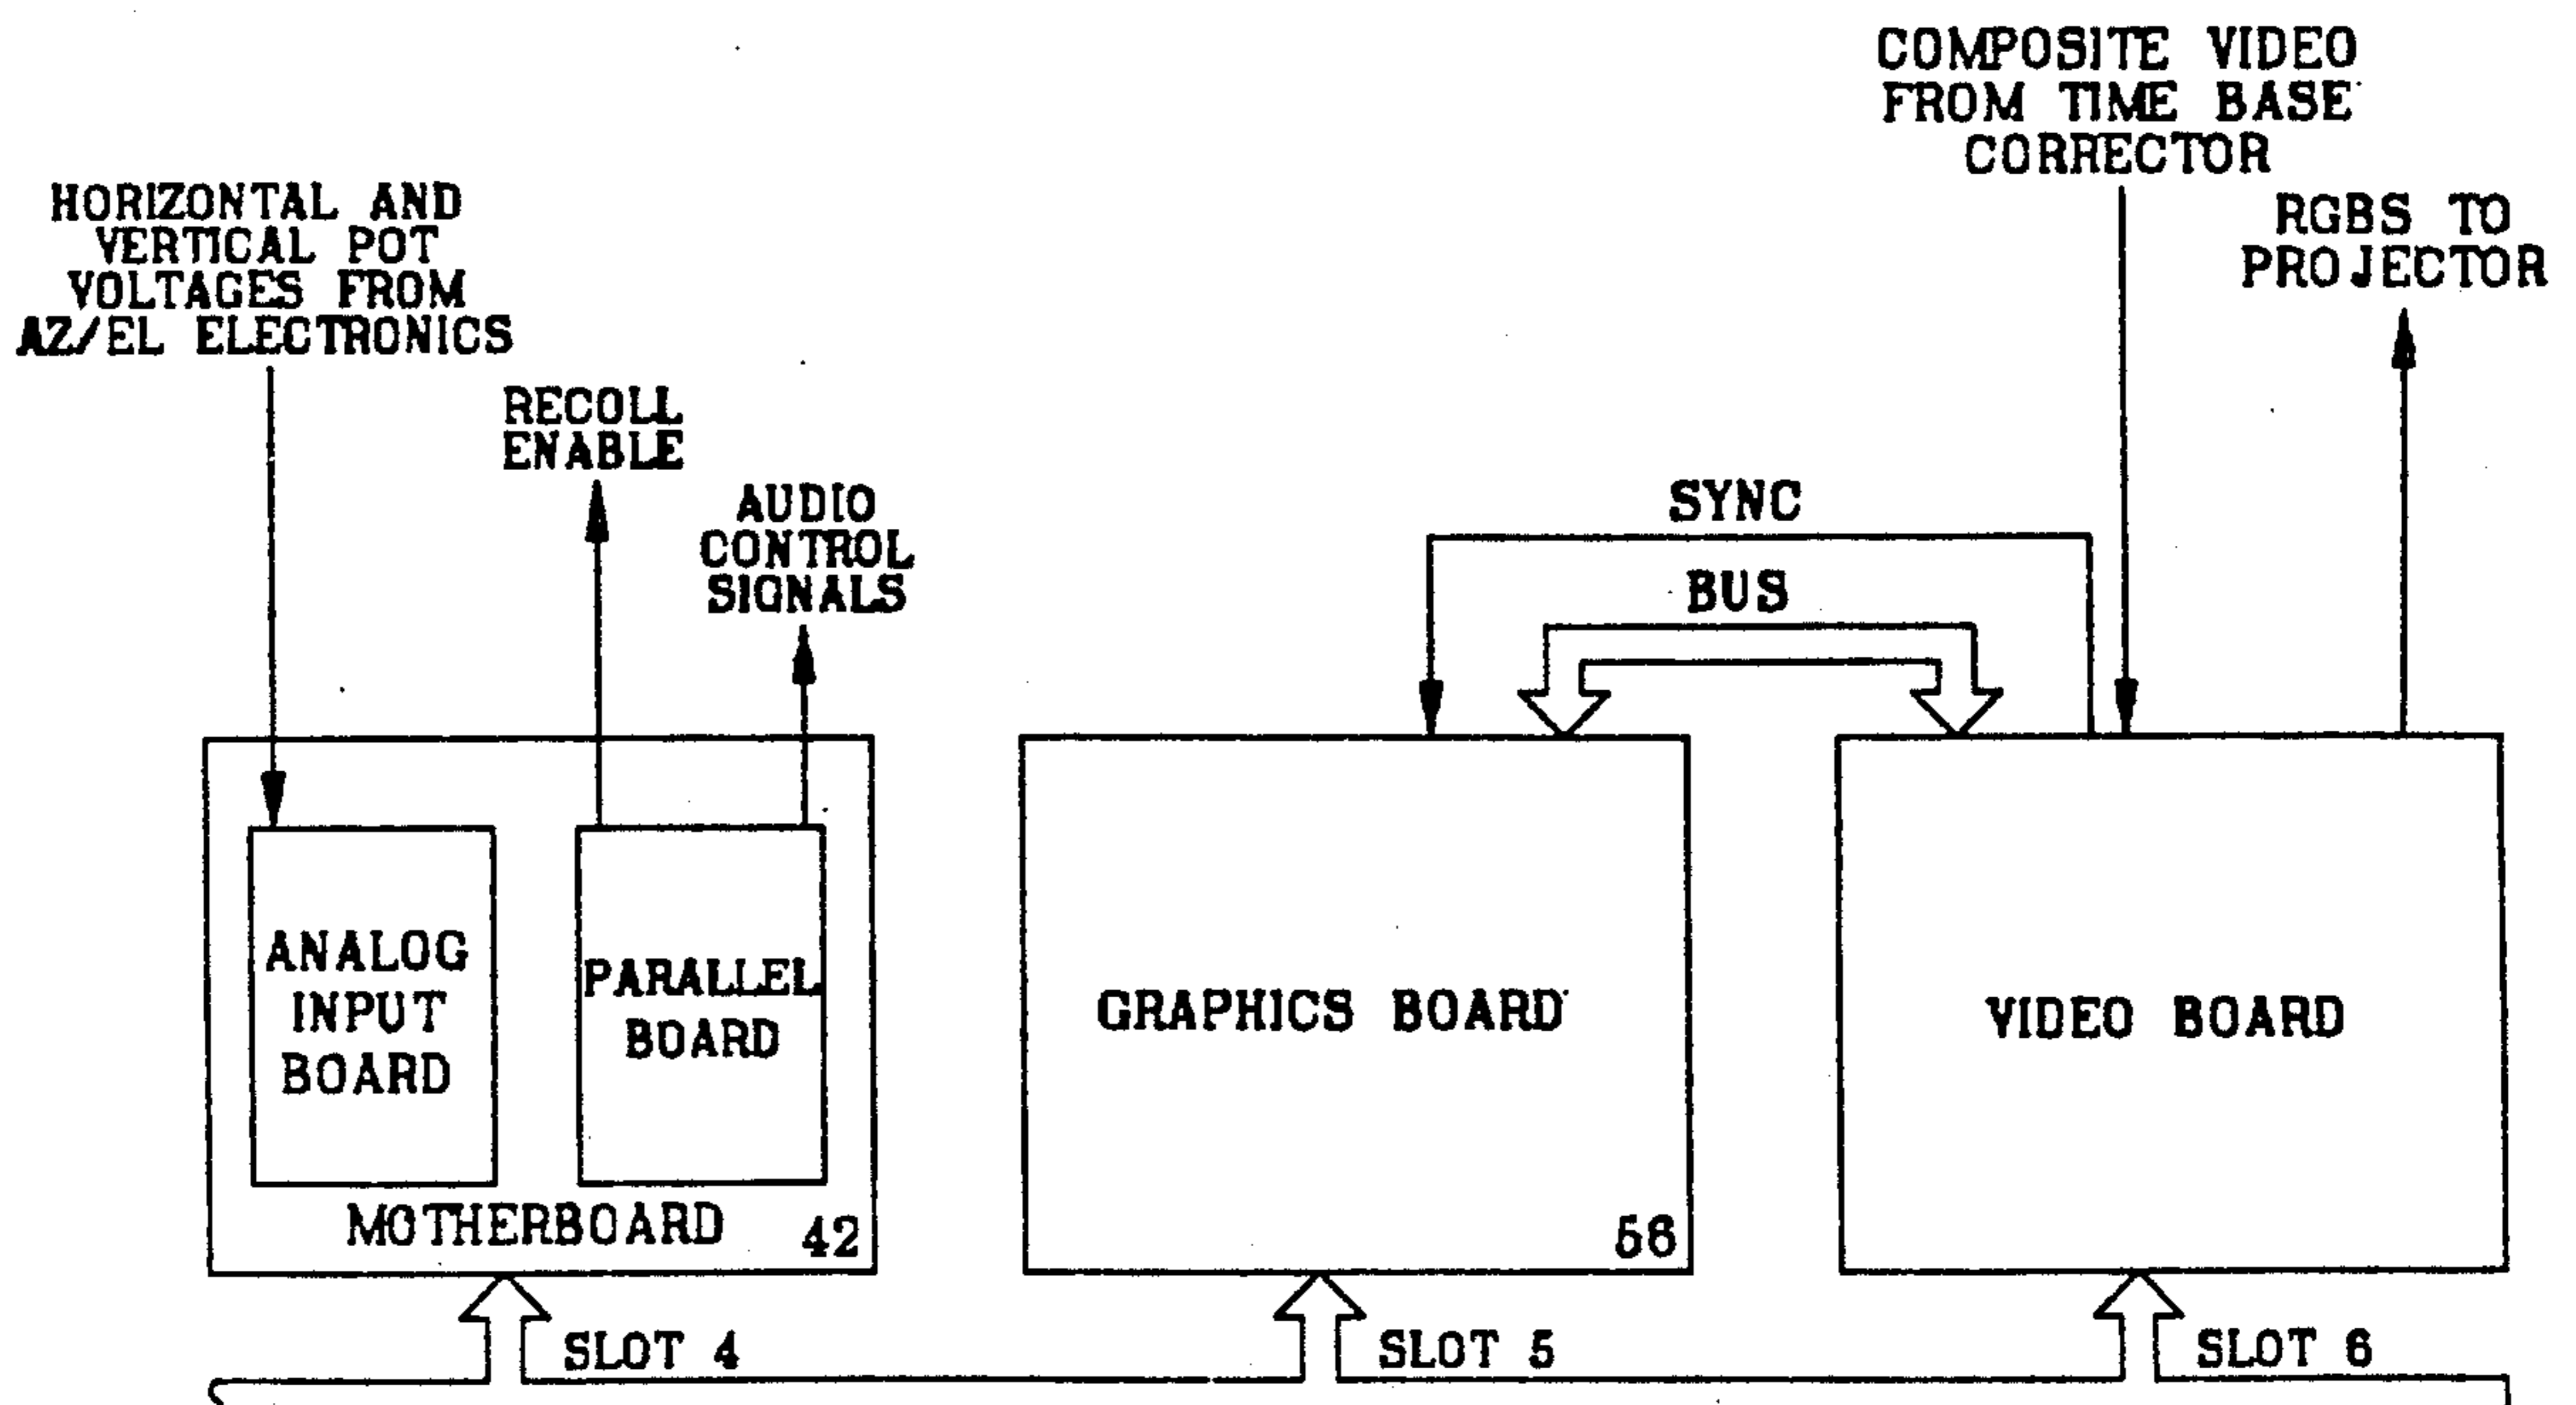 COMPOSITE VIDEO
FROM TIME BASE
CORRECTOR
HORIZONTAL AND
VERTICAL POT
VOLTAGES FROM
AZ/EL ELECTRONICS
RGBS TO
PROJECTOR
RECOLL
ENABLE
AUDIO
CONTROL
SIGNALS
SYNC
BUS
ANALOG
INPUT
BOARD
PARALLEL
BOARD
MOTHERBOARD
42
GRAPHICS BOARD
56
VIDEO BOARD
SLOT 4
SLOT 5
SLOT 6